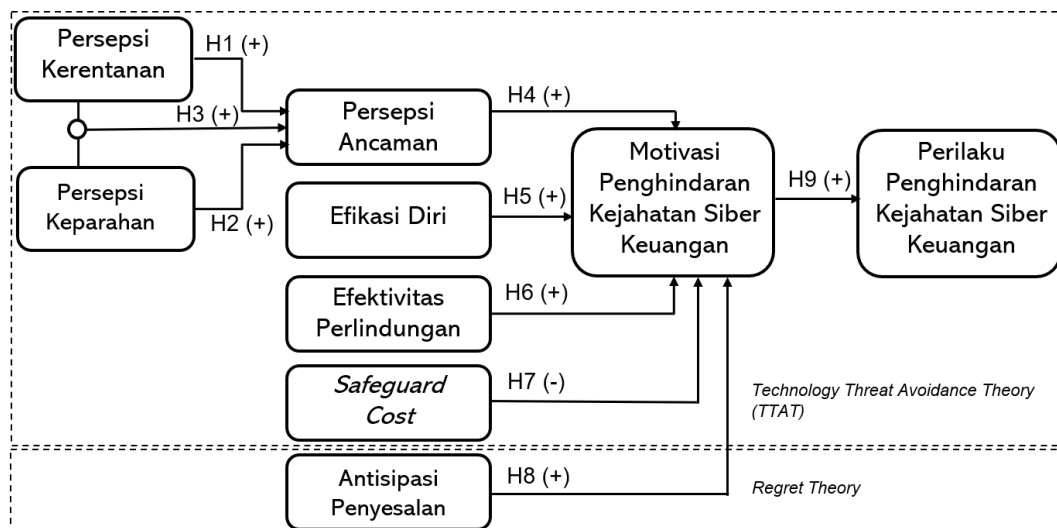 Persepsi
Kerentanan
H1 (+)
H3 (+)
Persepsi
Keparahan
H2 (+)
Persepsi
Ancaman
H4 (+)
Efikasi Diri
H5 (+)
Efektivitas
Perlindungan
H6 (+)
Safeguard
Cost
H7 (-)
Antisipasi
Penyesalan
H8 (+)
Motivasi
Penghindaran
Kejahatan Siber
Keuangan
H9 (+)
Perilaku
Penghindaran
Kejahatan Siber
Keuangan
Technology Threat Avoidance Theory
(TTAT)
Regret Theory